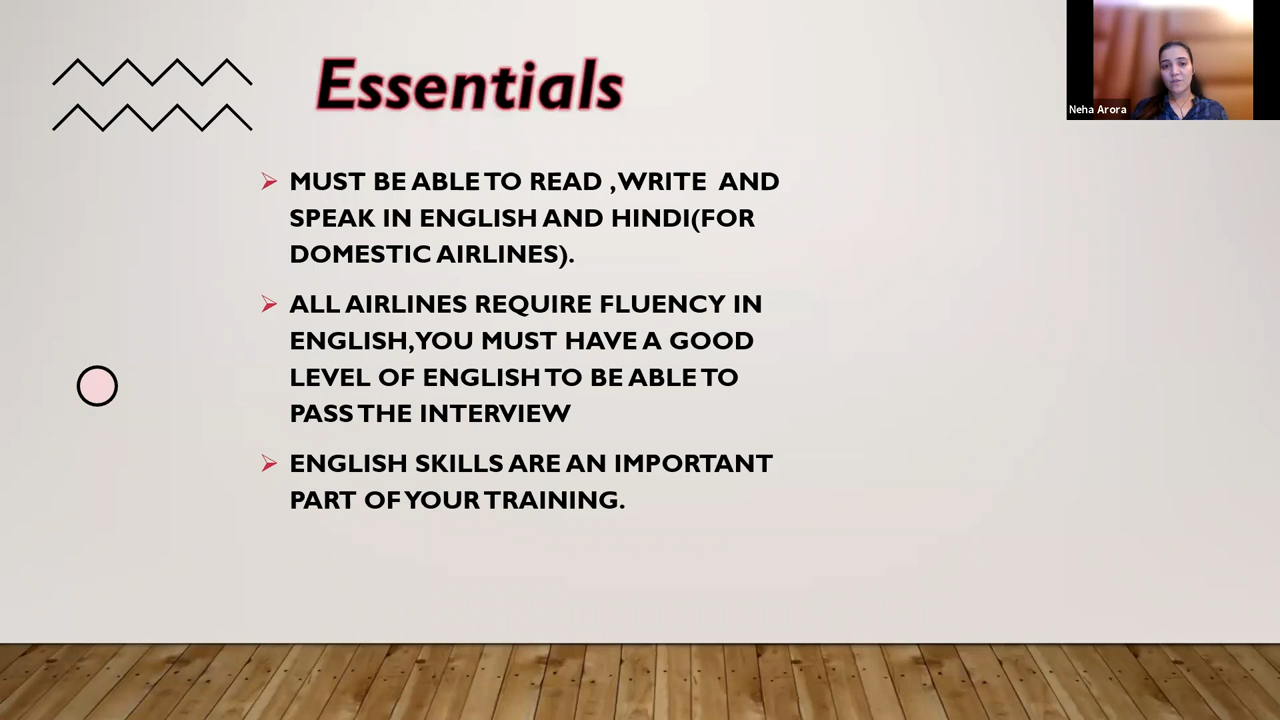 Essentials
Neha Arora
MUST BE ABLE TO READ ,WRITE AND
SPEAK IN ENGLISH AND HINDI(FOR
DOMESTIC AIRLINES).
ALL AIRLINES REQUIRE FLUENCY IN
ENGLISH,YOU MUST HAVE A GOOD
LEVEL OF ENGLISH TO BE ABLE TO
PASS THE INTERVIEW
ENGLISH SKILLS ARE AN IMPORTANT
PART OF YOUR TRAINING.